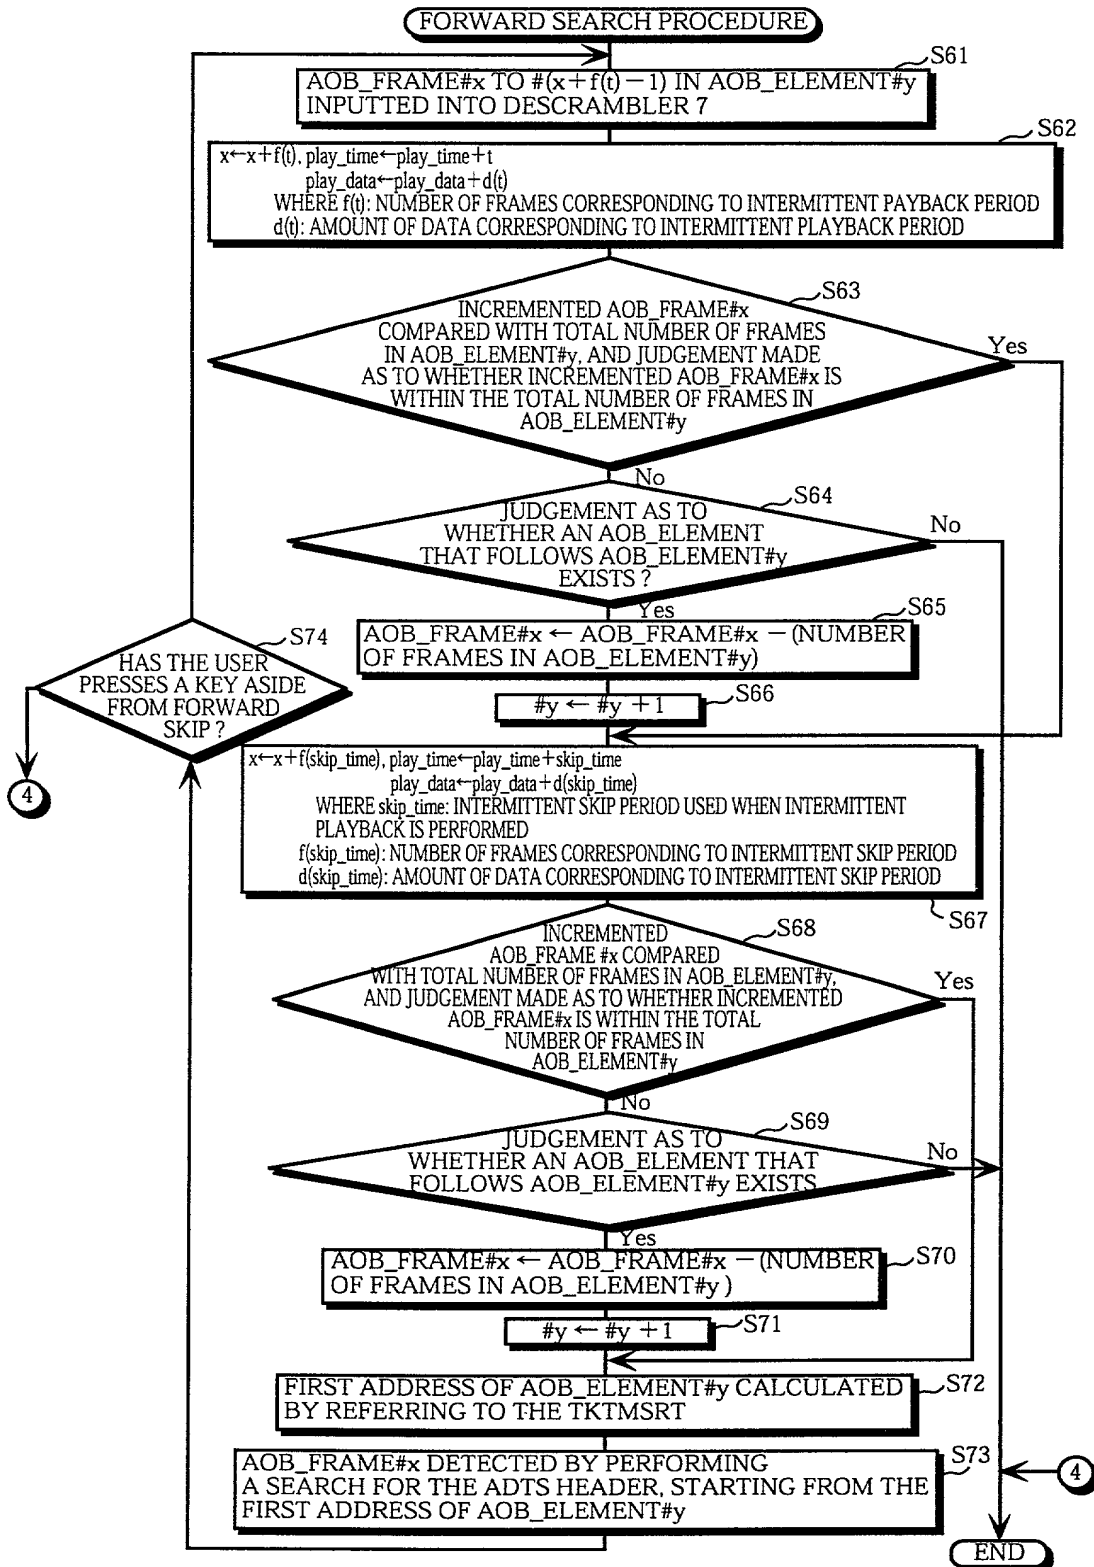 FORWARD SEARCH PROCEDURE
S61
AOB_FRAME#x TO #(x+f(t)−1) IN AOB_ELEMENT#y
INPUTTED INTO DESCRAMBLER 7
S62
x←x+f(t), play_time←play_time+t
play_data←play_data+d(t)
WHERE f(t): NUMBER OF FRAMES CORRESPONDING TO INTERMITTENT PAYBACK PERIOD
d(t): AMOUNT OF DATA CORRESPONDING TO INTERMITTENT PLAYBACK PERIOD
S63
INCREMENTED AOB_FRAME#x
COMPARED WITH TOTAL NUMBER OF FRAMES
IN AOB_ELEMENT#y, AND JUDGEMENT MADE
AS TO WHETHER INCREMENTED AOB_FRAME#x IS
WITHIN THE TOTAL NUMBER OF FRAMES IN
AOB_ELEMENT#y
Yes
No
S64
JUDGEMENT AS TO
WHETHER AN AOB_ELEMENT
THAT FOLLOWS AOB_ELEMENT#y
EXISTS ?
No
Yes
S65
AOB_FRAME#x ← AOB_FRAME#x − (NUMBER
OF FRAMES IN AOB_ELEMENT#y)
S66
#y ← #y + 1
S74
HAS THE USER
PRESSES A KEY ASIDE
FROM FORWARD
SKIP ?
4
x←x+f(skip_time), play_time←play_time+skip_time
play_data←play_data+d(skip_time)
WHERE skip_time: INTERMITTENT SKIP PERIOD USED WHEN INTERMITTENT
PLAYBACK IS PERFORMED
f(skip_time): NUMBER OF FRAMES CORRESPONDING TO INTERMITTENT SKIP PERIOD
d(skip_time): AMOUNT OF DATA CORRESPONDING TO INTERMITTENT SKIP PERIOD
S67
S68
INCREMENTED
AOB_FRAME #x COMPARED
WITH TOTAL NUMBER OF FRAMES IN AOB_ELEMENT#y,
AND JUDGEMENT MADE AS TO WHETHER INCREMENTED
AOB_FRAME#x IS WITHIN THE TOTAL
NUMBER OF FRAMES IN
AOB_ELEMENT#y
Yes
No
S69
JUDGEMENT AS TO
WHETHER AN AOB_ELEMENT THAT
FOLLOWS AOB_ELEMENT#y EXISTS
No
Yes
S70
AOB_FRAME#x ← AOB_FRAME#x − (NUMBER
OF FRAMES IN AOB_ELEMENT#y )
S71
#y ← #y + 1
S72
FIRST ADDRESS OF AOB_ELEMENT#y CALCULATED
BY REFERRING TO THE TKTMSRT
S73
AOB_FRAME#x DETECTED BY PERFORMING
A SEARCH FOR THE ADTS HEADER, STARTING FROM THE
FIRST ADDRESS OF AOB_ELEMENT#y
4
END